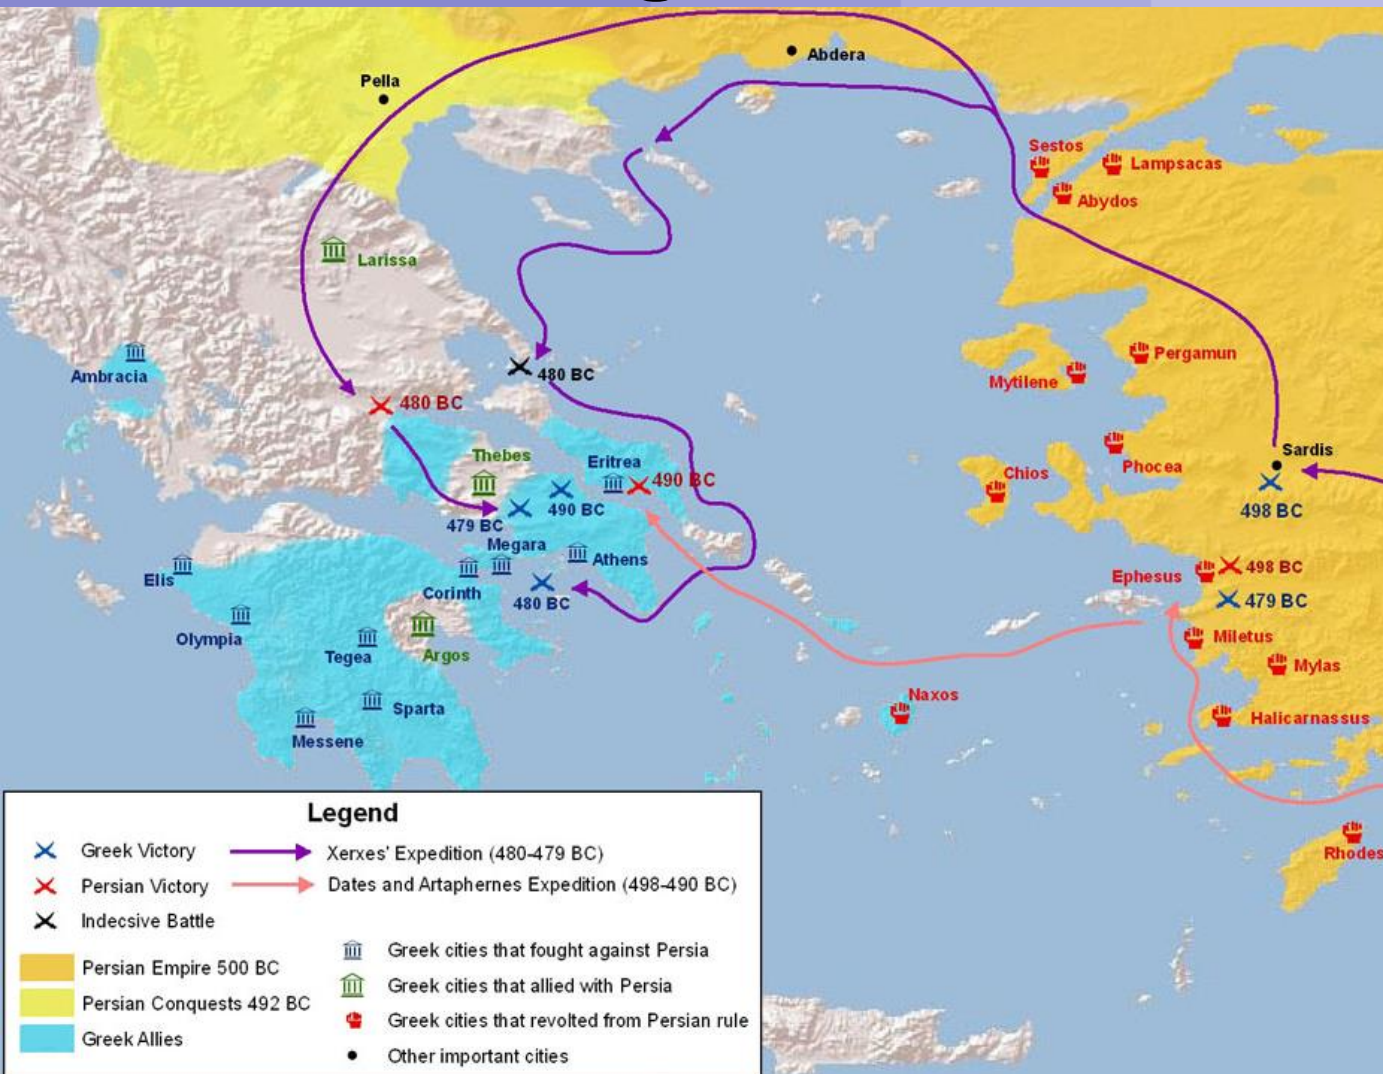 Abdera
Pella
Sestos
Lampsacas
Abydos
Larissa
Ambracia
480 BC
Pergamun
Mytilene
480 BC
Sardis
Thebes
Eritrea
Phocea
Chios
490 BC
498 BC
490 BC
479 BC
Megara
Athens
Elis
Corinth
Ephesus
498 BC
480 BC
479 BC
Olympia
Tegea
Argos
Miletus
Mylas
Naxos
Sparta
Halicarnassus
Messene
Rhodes
Legend
Greek Victory
Xerxes' Expedition (480-479 BC)
Persian Victory
Dates and Artaphernes Expedition (498-490 BC)
Indecsive Battle
Greek cities that fought against Persia
Persian Empire 500 BC
Greek cities that allied with Persia
Persian Conquests 492 BC
Greek cities that revolted from Persian rule
Greek Allies
Other important cities